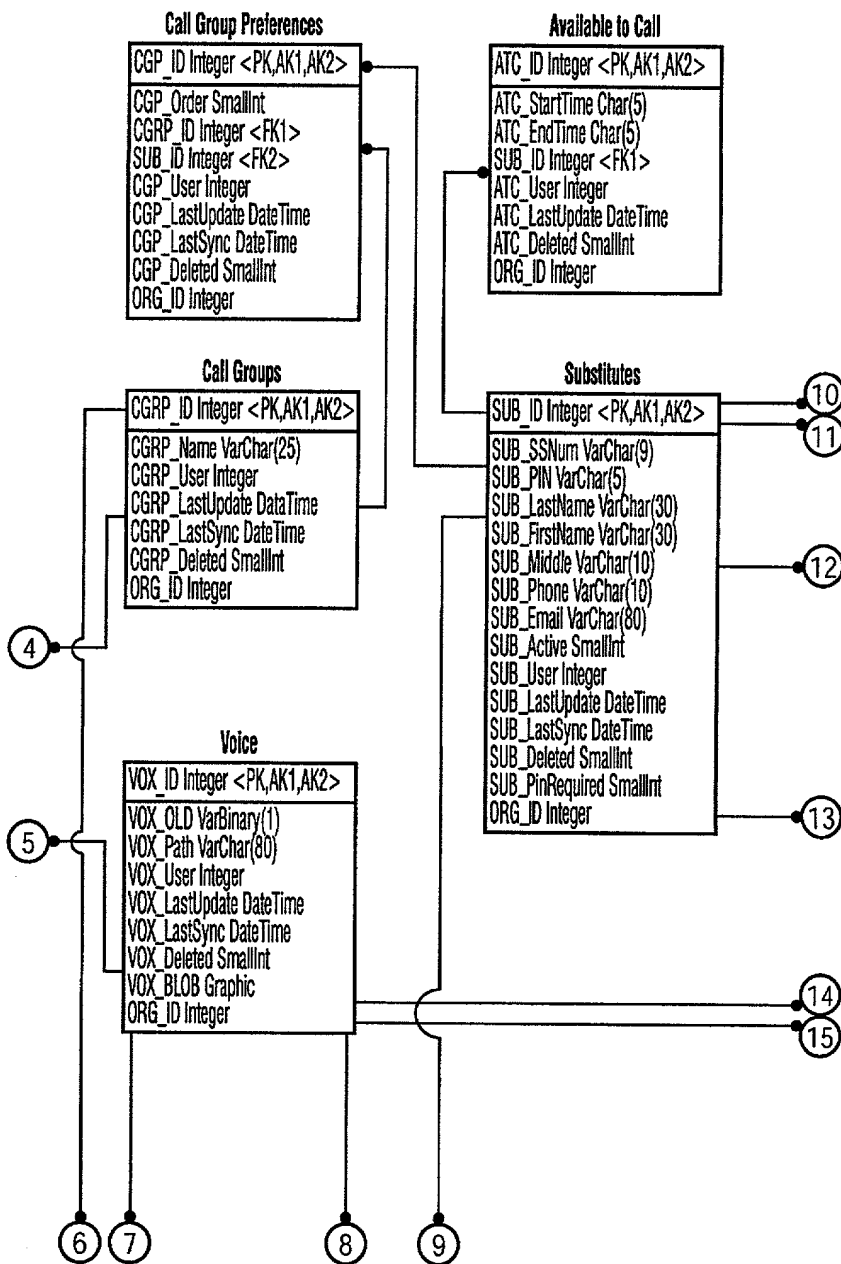 Call Group Preferences
CGP_ID Integer <PK,AK1,AK2>
CGP_Order SmallInt
CGRP_ID Integer <FK1>
SUB_ID Integer <FK2>
CGP_User Integer
CGP_LastUpdate DateTime
CGP_LastSync DateTime
CGP_Deleted SmallInt
ORG_ID Integer
Available to Call
ATC_ID Integer <PK,AK1,AK2>
ATC_StartTime Char(5)
ATC_EndTime Char(5)
SUB_ID Integer <FK1>
ATC_User Integer
ATC_LastUpdate DateTime
ATC_Deleted SmallInt
ORG_ID Integer
Call Groups
CGRP_ID Integer <PK,AK1,AK2>
CGRP_Name VarChar(25)
CGRP_User Integer
CGRP_LastUpdate DataTime
CGRP_LastSync DateTime
CGRP_Deleted SmallInt
ORG_ID Integer
Substitutes
SUB_ID Integer <PK,AK1,AK2>
SUB_SSNum VarChar(9)
SUB_PIN VarChar(5)
SUB_LastName VarChar(30)
SUB_FirstName VarChar(30)
SUB_Middle VarChar(10)
SUB_Phone VarChar(10)
SUB_Email VarChar(80)
SUB_Active SmallInt
SUB_User Integer
SUB_LastUpdate DateTime
SUB_LastSync DateTime
SUB_Deleted SmallInt
SUB_PinRequired SmallInt
ORG_ID Integer
10
11
12
13
4
Voice
VOX_ID Integer <PK,AK1,AK2>
VOX_OLD VarBinary(1)
VOX_Path VarChar(80)
VOX_User Integer
VOX_LastUpdate DateTime
VOX_LastSync DateTime
VOX_Deleted SmallInt
VOX_BLOB Graphic
ORG_ID Integer
5
14
15
6
7
8
9